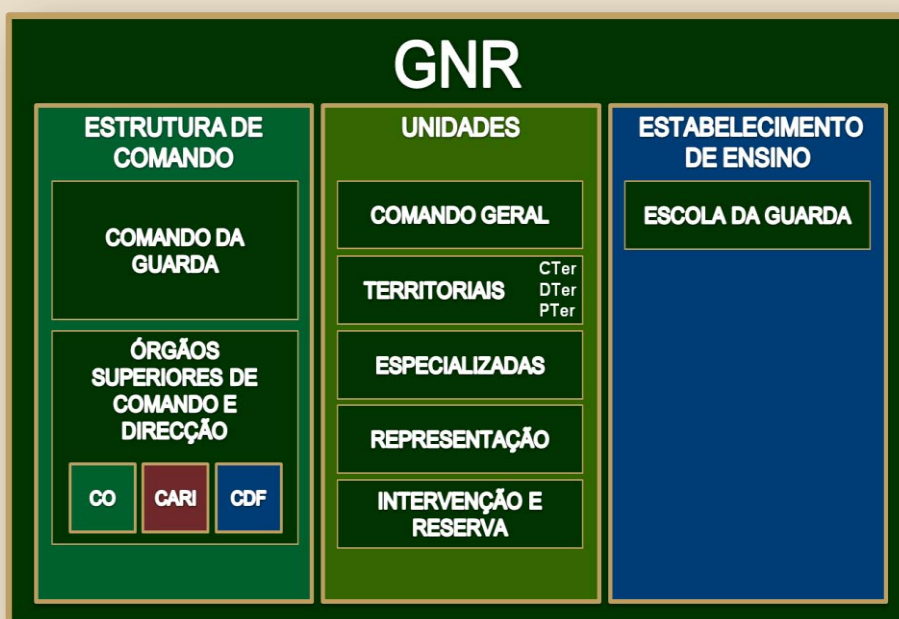 GNR
ESTRUTURA DE
COMANDO
COMANDO DA
GUARDA
ÓRGÃOS
SUPERIORES DE
COMANDO E
DIRECÇÃO
CO
CARI
CDF
UNIDADES
COMANDO GERAL
TERRITORIAIS
CTer
DTer
PTer
ESPECIALIZADAS
REPRESENTAÇÃO
INTERVENÇÃO E
RESERVA
ESTABELECIMENTO
DE ENSINO
ESCOLA DA GUARDA